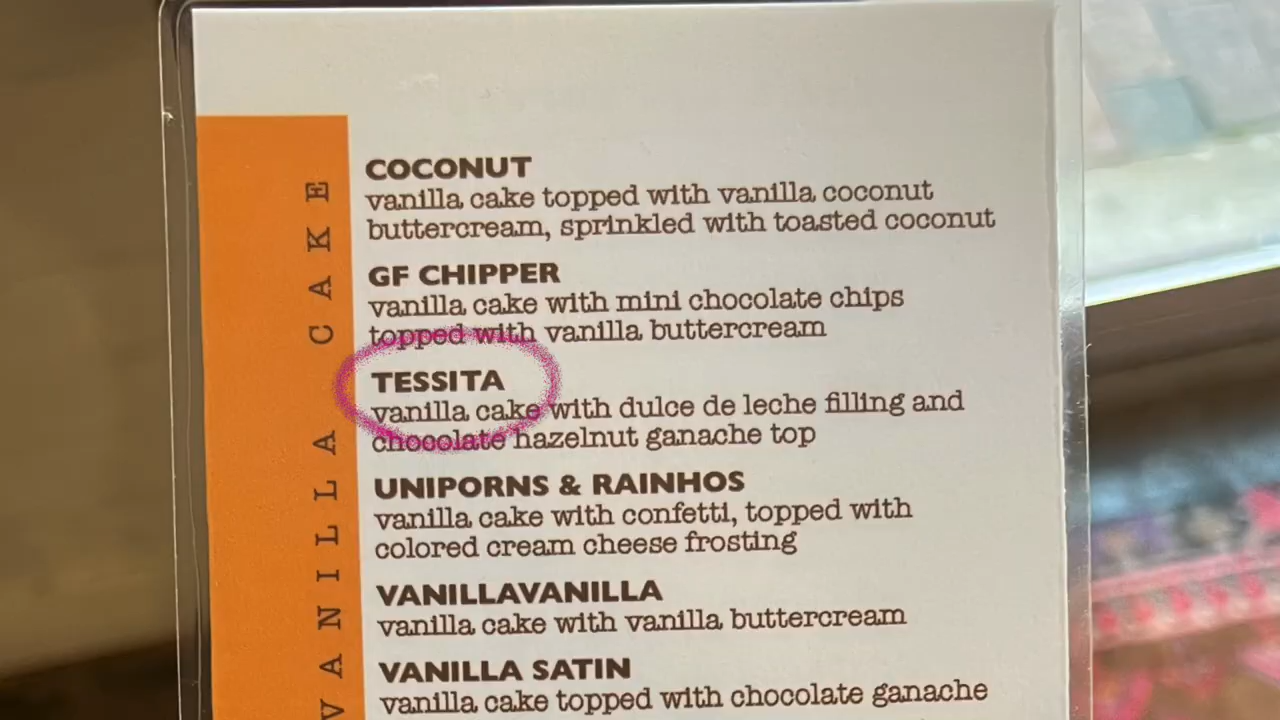 VANILLA CAKE
COCONUT
vanilla cake topped with vanilla coconut
buttercream, sprinkled with toasted coconut
GF CHIPPER
vanilla cake with mini chocolate chips
topped with vanilla buttercream
TESSITA
vanilla cake with dulce de leche filling and
chocolate hazelnut ganache top
UNIPORNS & RAINHOS
vanilla cake with confetti, topped with
colored cream cheese frosting
VANILLAVANILLA
vanilla cake with vanilla buttercream
VANILLA SATIN
vanilla cake topped with chocolate ganache